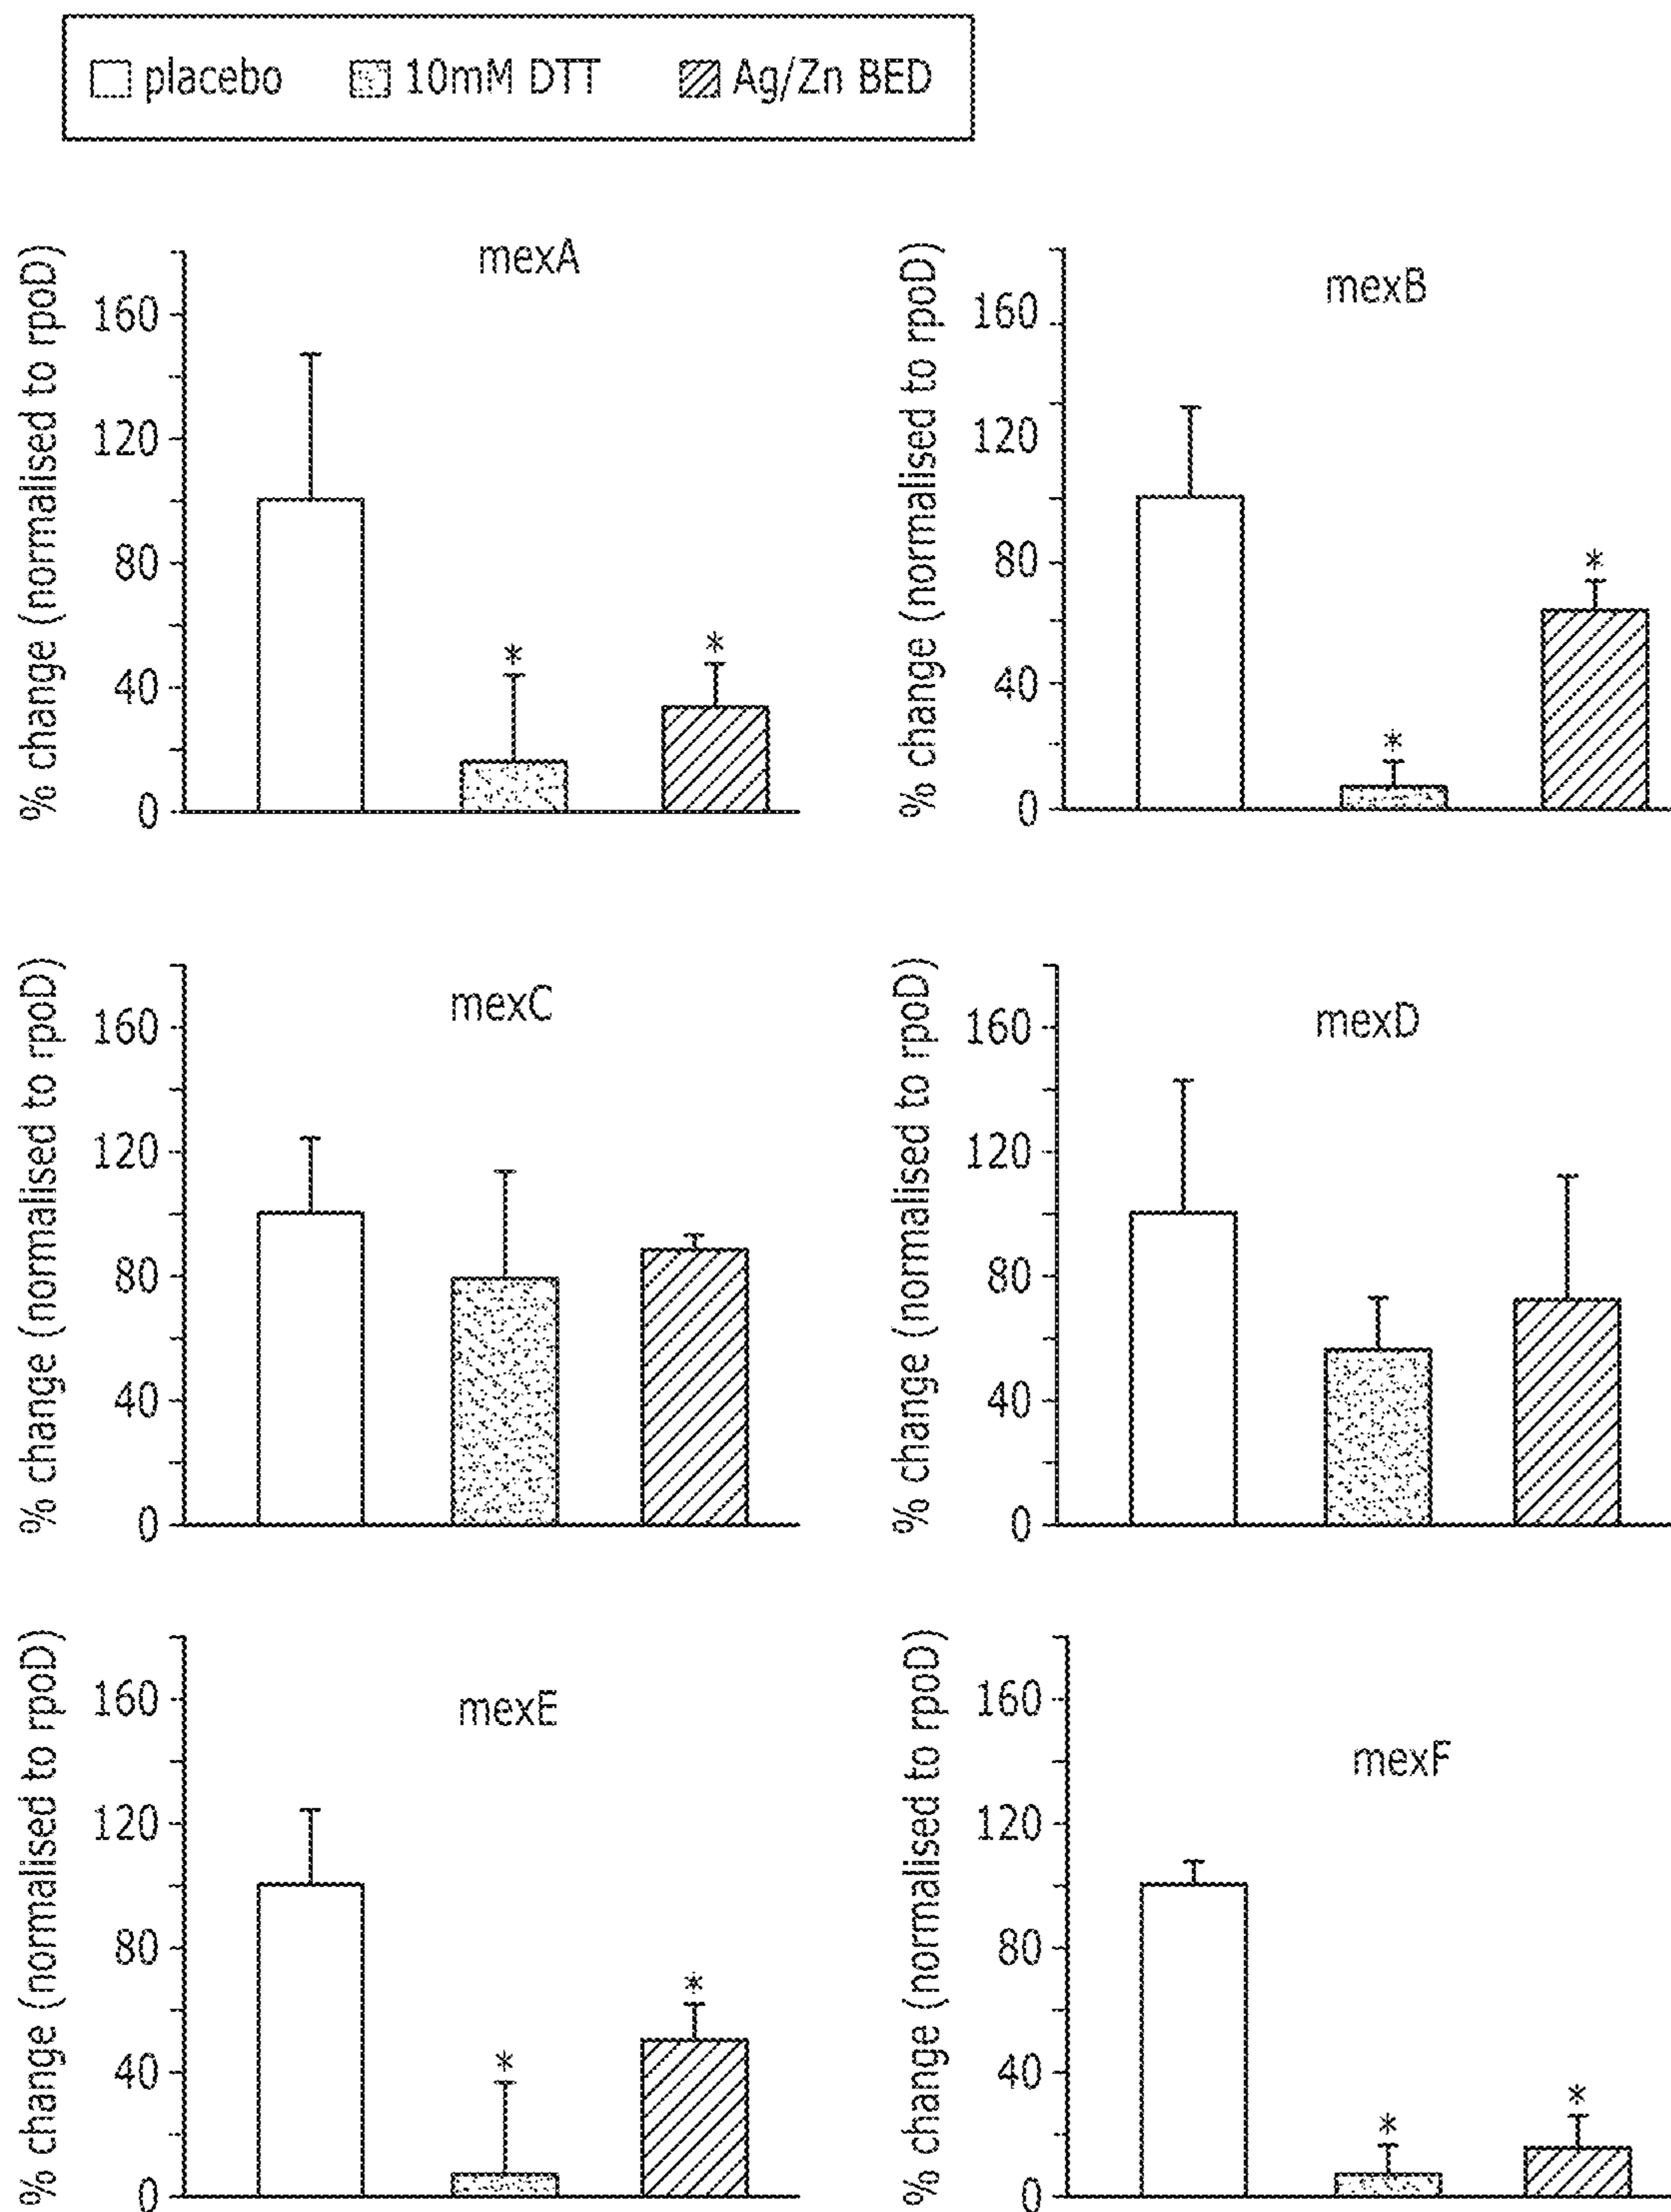 placebo 10mM DTT Ag/Zn BED
mexA
% change (normalised to rpoD)
160
120
80
40
0
*
*
mexB
% change (normalised to rpoD)
160
120
80
40
0
*
*
mexC
% change (normalised to rpoD)
160
120
80
40
0
mexD
% change (normalised to rpoD)
160
120
80
40
0
mexE
% change (normalised to rpoD)
160
120
80
40
0
*
*
mexF
% change (normalised to rpoD)
160
120
80
40
0
*
*